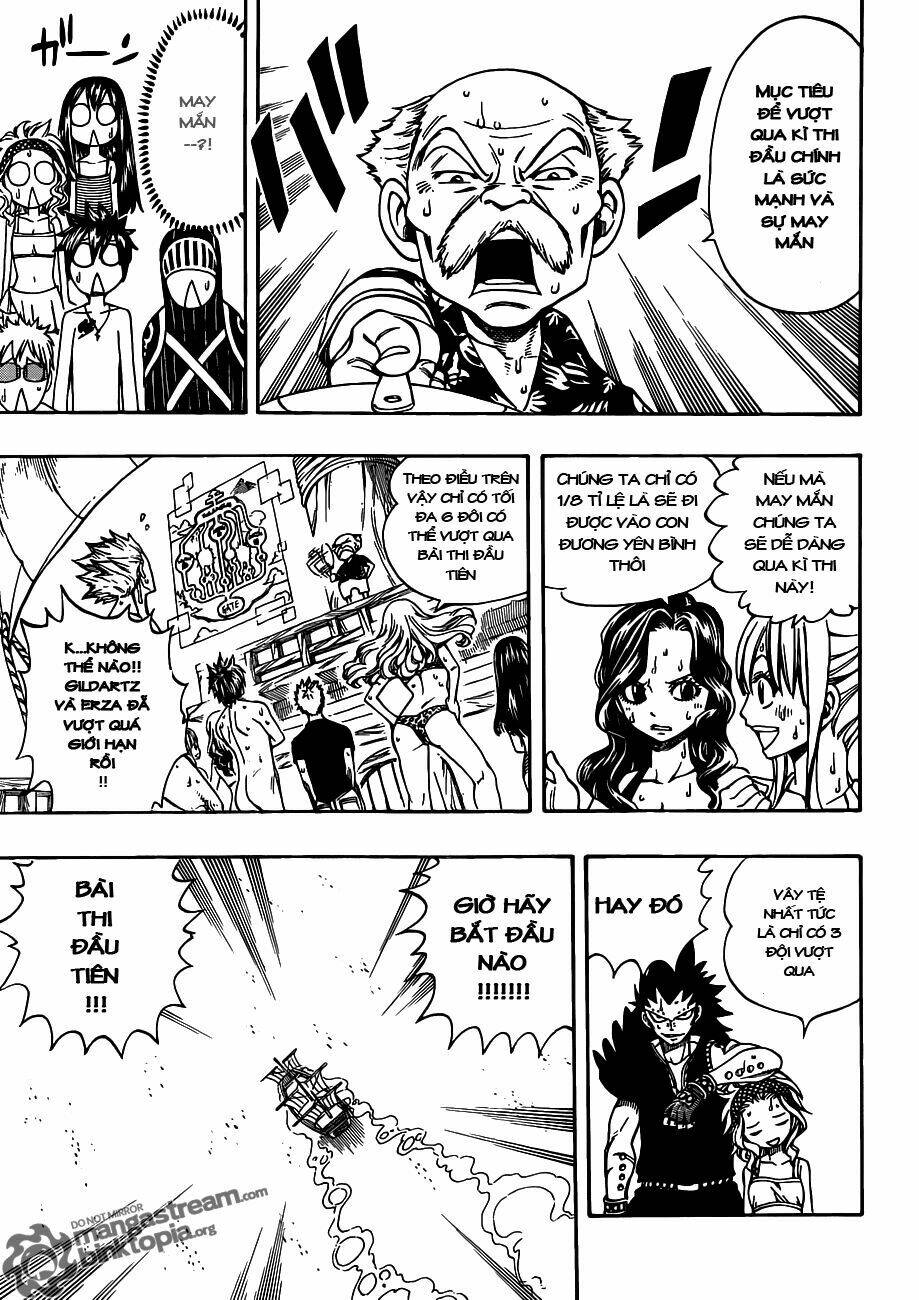 MỤC TIÊU
ĐỂ VƯỢT
QUA KÌ THI
ĐẦU CHÍNH
LÀ SỨC
MẠNH VÀ
SỰ MAY
MẮN
MAY
MẮN
--?!
ガーン
NẾU MÀ
MAY MẮN
CHÚNG TA
SẼ DỄ DÀNG
QUA KÌ THI
NÀY!
CHÚNG TA CHỈ CÓ
1/8 TỈ LỆ LÀ SẼ ĐI
ĐƯỢC VÀO CON
ĐƯƠNG YÊN BÌNH
THÔI
THEO ĐIỀU TRÊN
VẬY CHỈ CÓ TỐI
ĐA 6 ĐÔI CÓ
THỂ VƯỢT QUA
BÀI THI ĐẦU
TIÊN
GATE
K...KHÔNG
THỂ NÀO!!
GILDARTZ
VÀ ERZA ĐÃ
VƯỢT QUÁ
GIỚI HẠN
RỒI
!!
VÂY TỆ
NHẤT TỨC
LÀ CHỈ CÓ 3
ĐỘI VƯỢT
QUA
HAY ĐÓ
GIỜ HÃY
BẮT ĐẦU
NÀO
!!!!!!!
BÀI
THI
ĐẦU
TIÊN
!!!
DO NOT MIRROR
mangastream.com
binktopia.org